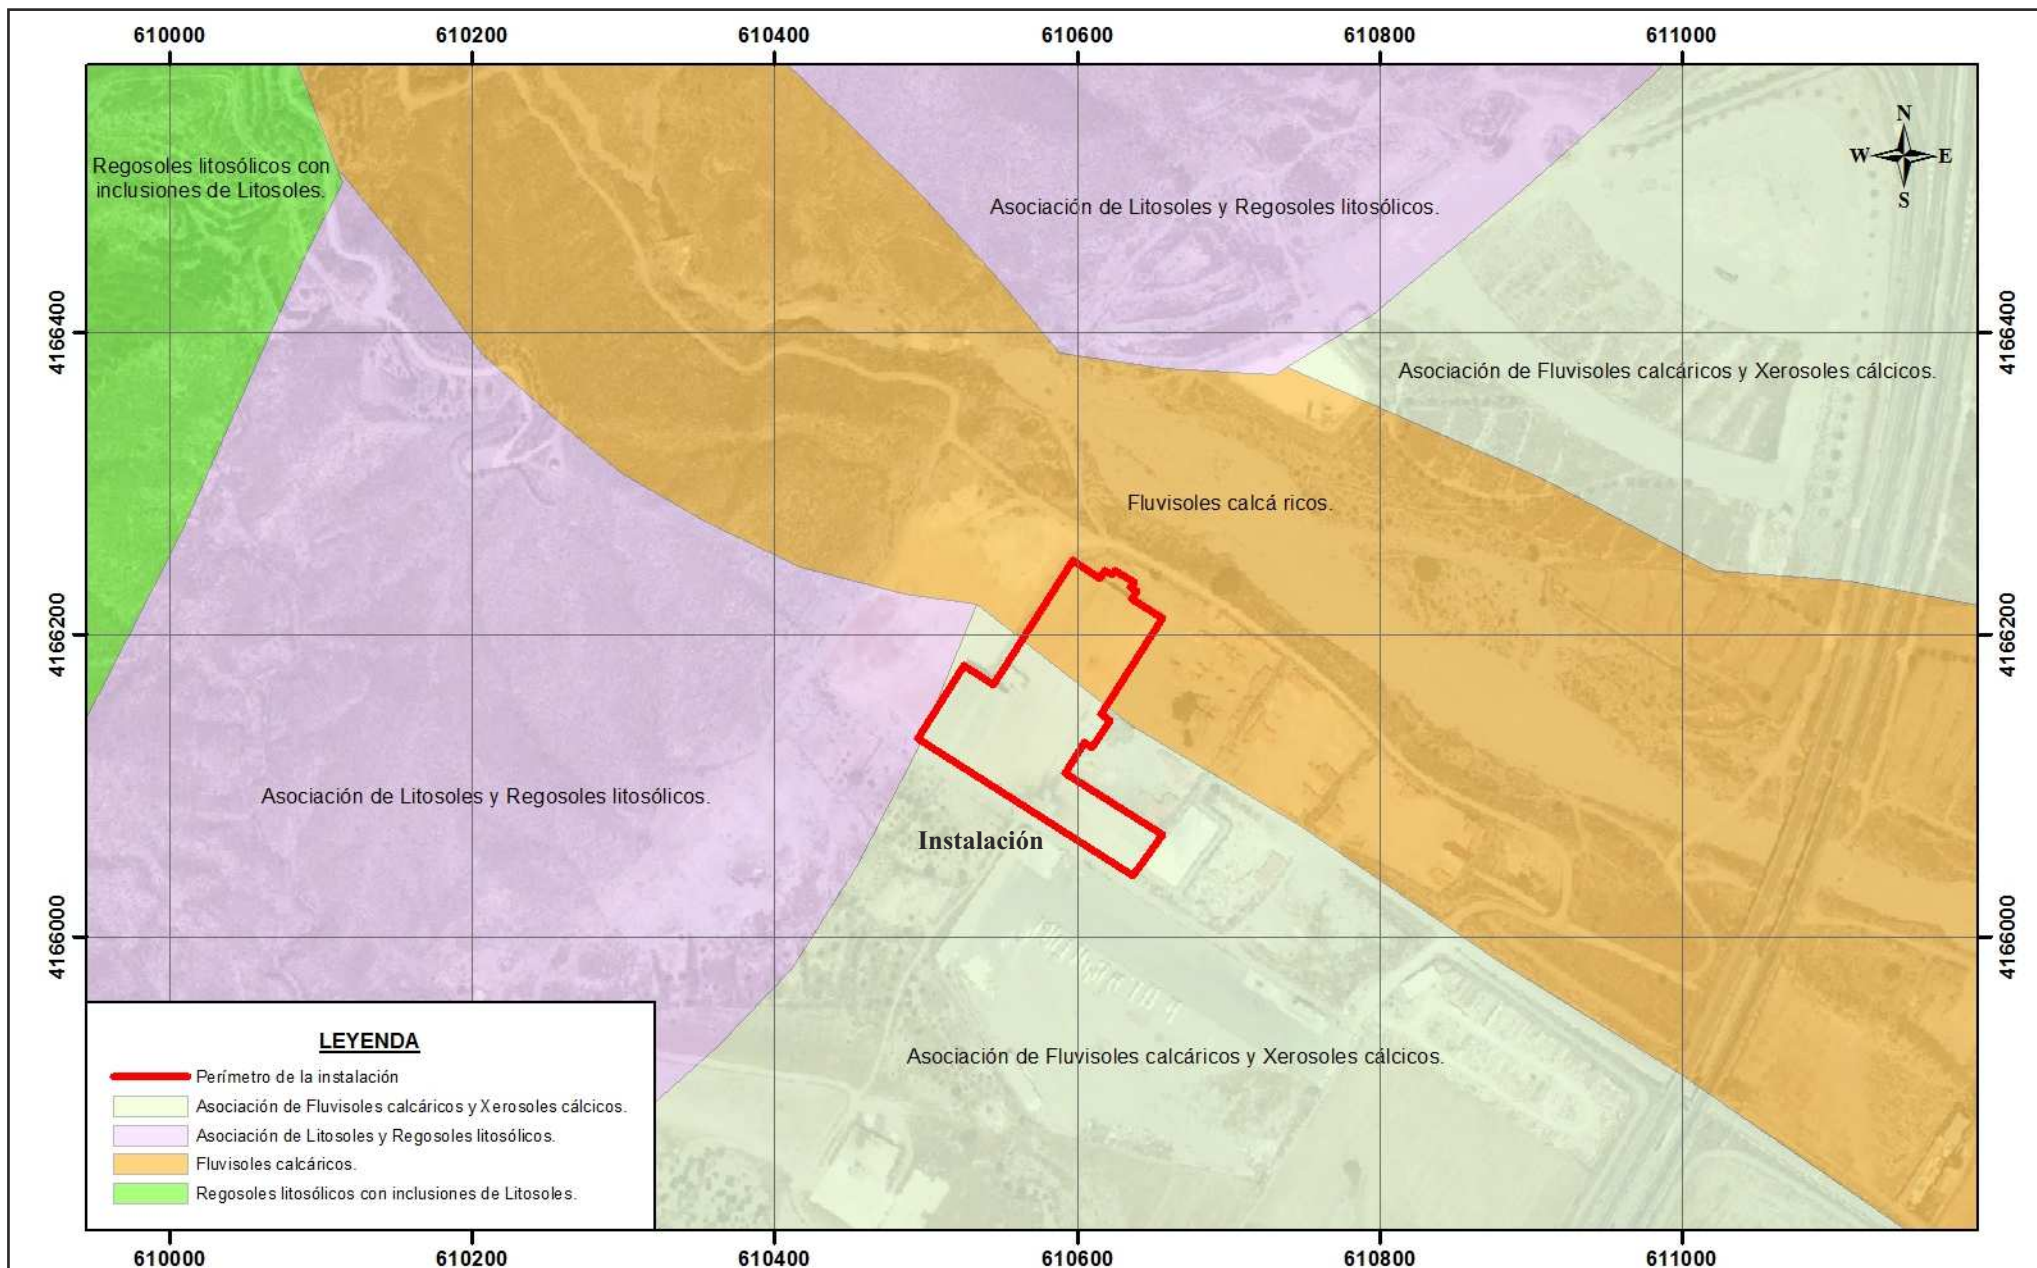 610000 610200 610400 610600 610800 611000
N
W E
S
Regosoles litosólicos con
inclusiones de Litosoles.
Asociación de Litosoles y Regosoles litosólicos.
4166400 4166400
Asociación de Fluvisoles calcáricos y Xerosoles cálcicos.
Fluvisoles calcá ricos.
4166200 4166200
Asociación de Litosoles y Regosoles litosólicos.
Instalación
4166000 4166000
Asociación de Fluvisoles calcáricos y Xerosoles cálcicos.
LEYENDA
Perímetro de la instalación
Asociación de Fluvisoles calcáricos y Xerosoles cálcicos.
Asociación de Litosoles y Regosoles litosólicos.
Fluvisoles calcáricos.
Regosoles litosólicos con inclusiones de Litosoles.
610000 610200 610400 610600 610800 611000